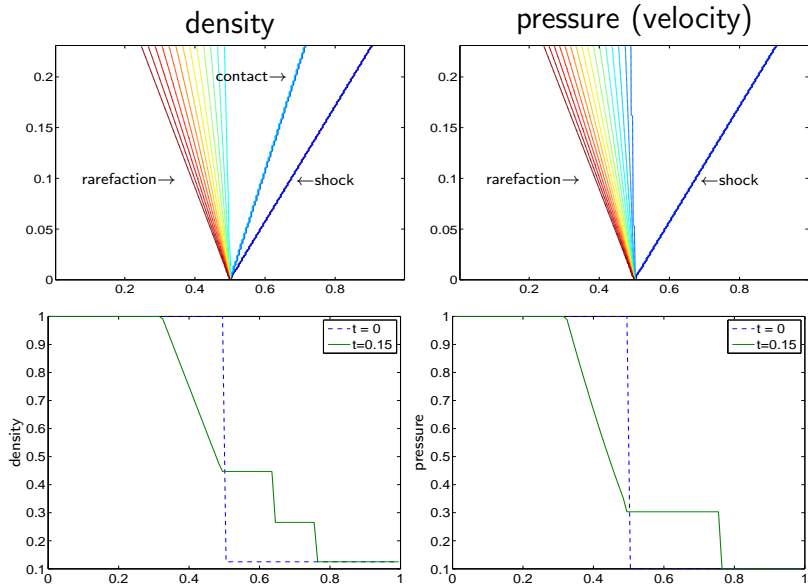 density
pressure (velocity)
0.2
0.15
0.1
0.05
0
contact→
rarefaction→
←shock
0.2 0.4 0.6 0.8
0.2
0.15
0.1
0.05
0
rarefaction→
←shock
0.2 0.4 0.6 0.8
1
0.9
0.8
0.7
0.6
0.5
0.4
0.3
0.2
0.1
density
t = 0
t=0.15
0 0.2 0.4 0.6 0.8 1
1
0.9
0.8
0.7
0.6
0.5
0.4
0.3
0.2
0.1
pressure
t = 0
t=0.15
0 0.2 0.4 0.6 0.8 1